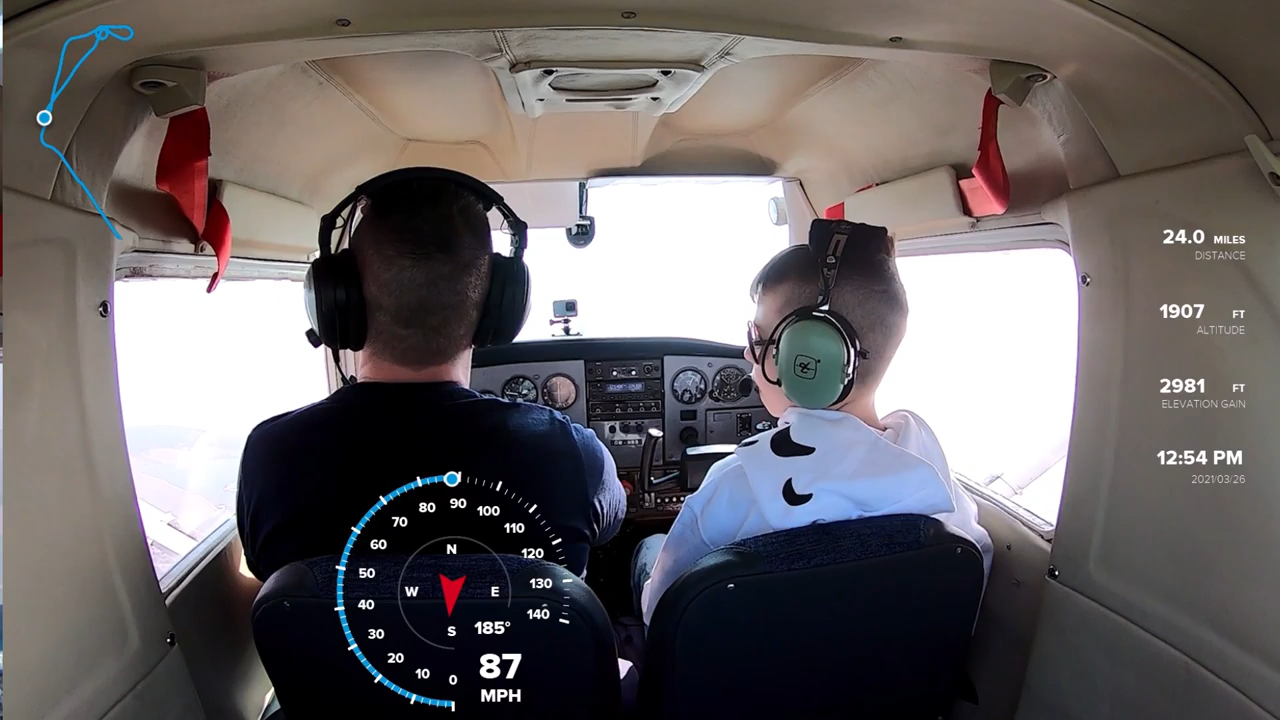 24.0 MILES
DISTANCE
1907 FT
ALTITUDE
2981 FT
ELEVATION GAIN
12:54 PM
2021/03/26
80 90 100
70 110
60 120
50 130
40 140
30
20
10 0
N
W E
S
185°
87
MPH